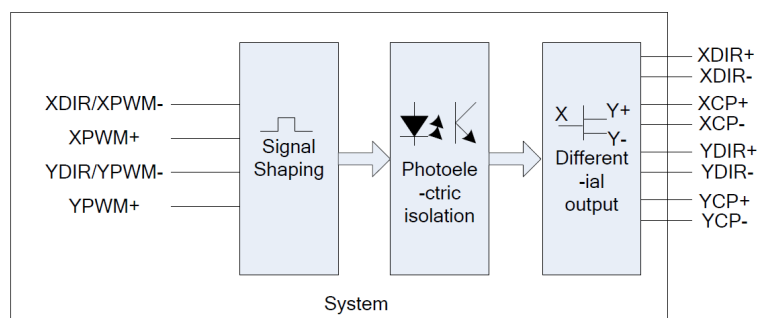 XDIR/XPWM-
XPWM+
YDIR/YPWM-
YPWM+
Signal
Shaping
Photoele
-ctric
isolation
X
Y+
Y-
Different
-ial
output
XDIR+
XDIR-
XCP+
XCP-
YDIR+
YDIR-
YCP+
YCP-
System